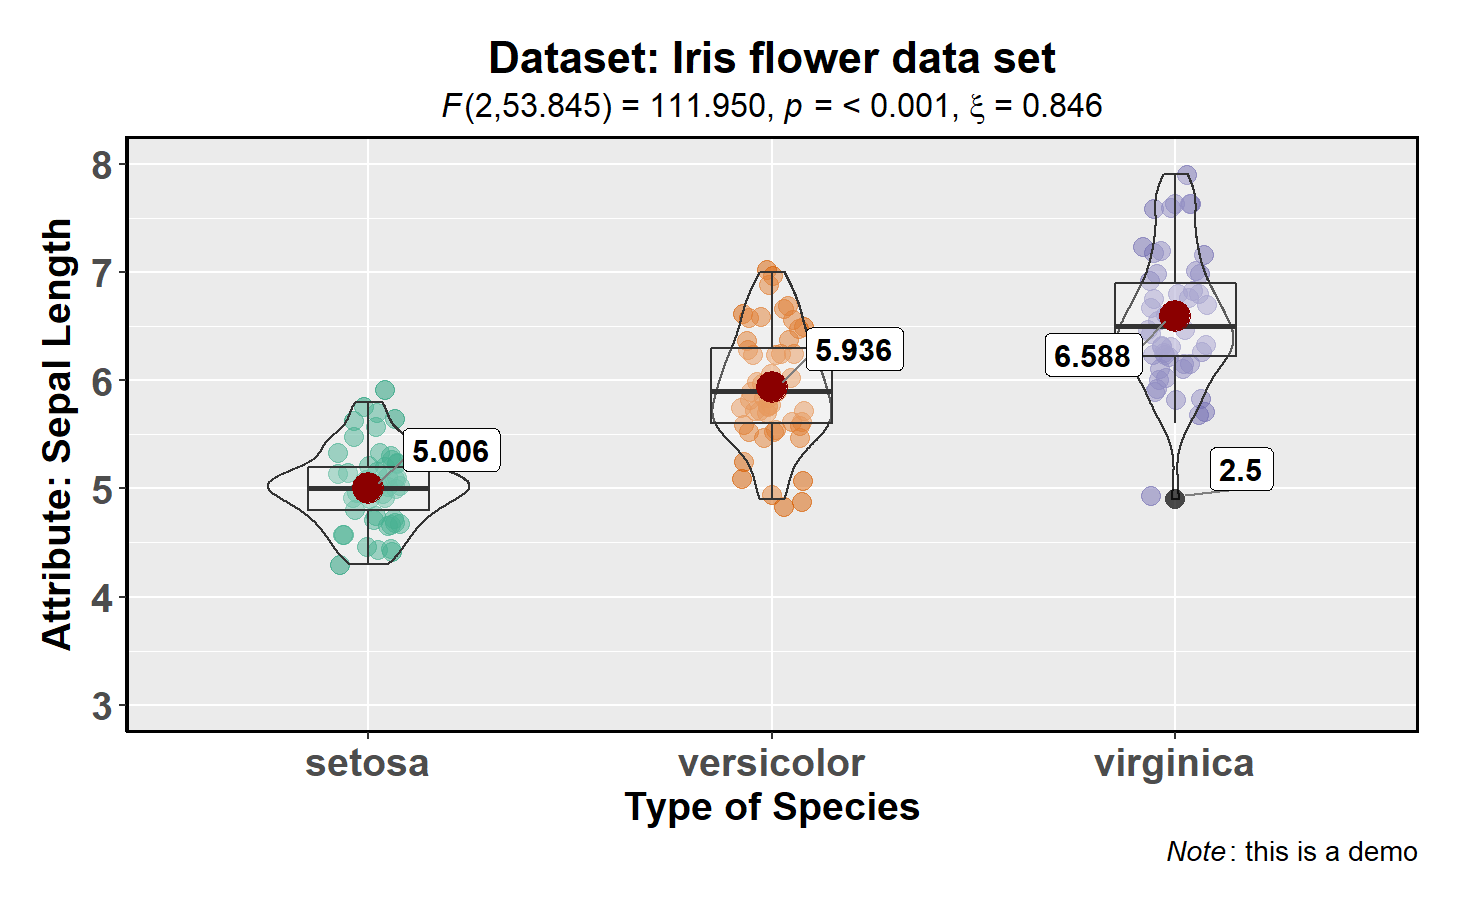 Dataset: Iris flower data set
F(2,53.845) = 111.950, p = < 0.001, ξ = 0.846
Attribute: Sepal Length
8
7
6
5
4
3
5.006
5.936
6.588
2.5
setosa versicolor virginica
Type of Species
Note: this is a demo